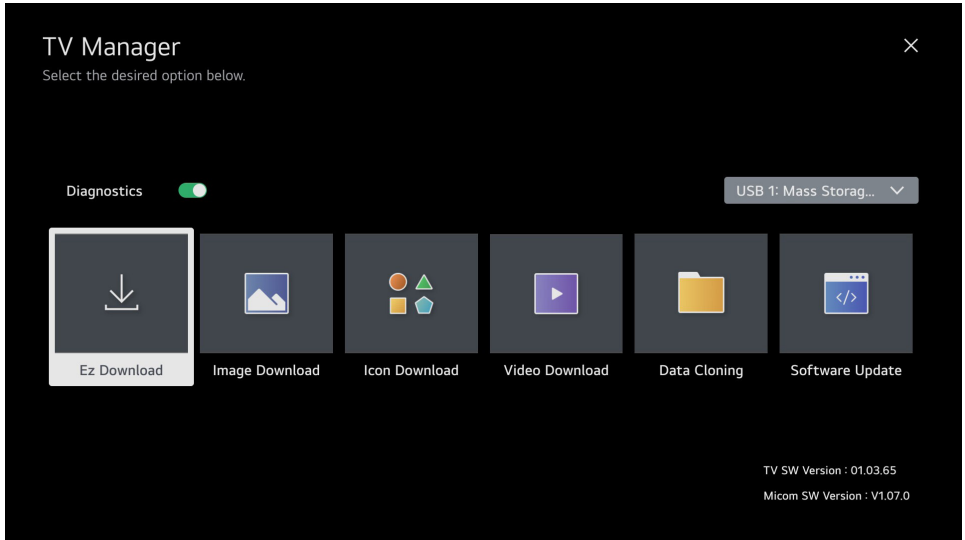 TV Manager
Select the desired option below.
Diagnostics
USB 1: Mass Storag...
</>
Ez Download
Image Download
Icon Download
Video Download
Data Cloning
Software Update
TV SW Version : 01.03.65
Micom SW Version : V1.07.0